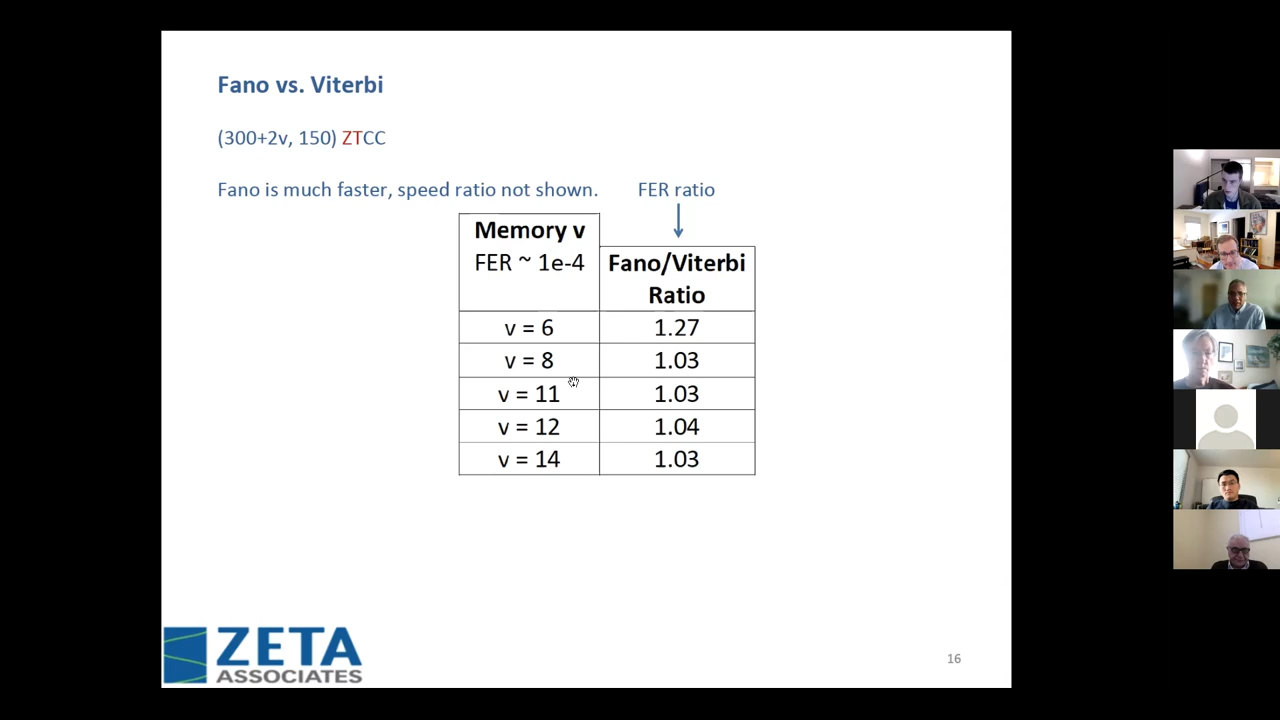 Fano vs. Viterbi
(300+2v, 150) ZTCC
Fano is much faster, speed ratio not shown. FER ratio
Memory v
FER ~ 1e-4
Fano/Viterbi
Ratio
v = 6 1.27
v = 8 1.03
v = 11 1.03
v = 12 1.04
v = 14 1.03
ZETA
ASSOCIATES
16